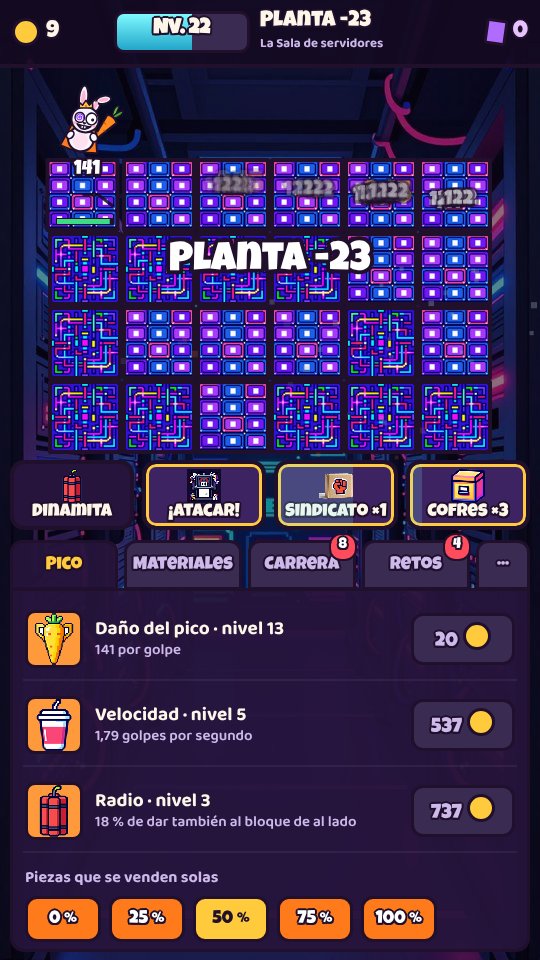 9
NV. 22
PLANTA -23
La Sala de servidores
0
141
PLANTA -23
DINAMITA
¡ATACAR!
SINDICATO ×1
COFRES ×3
PICO
MATERIALES
CARRERA
8
RETOS
4
...
Daño del pico · nivel 13
141 por golpe
20
Velocidad · nivel 5
1,79 golpes por segundo
537
Radio · nivel 3
18 % de dar también al bloque de al lado
737
Piezas que se venden solas
0 %
25 %
50 %
75 %
100 %